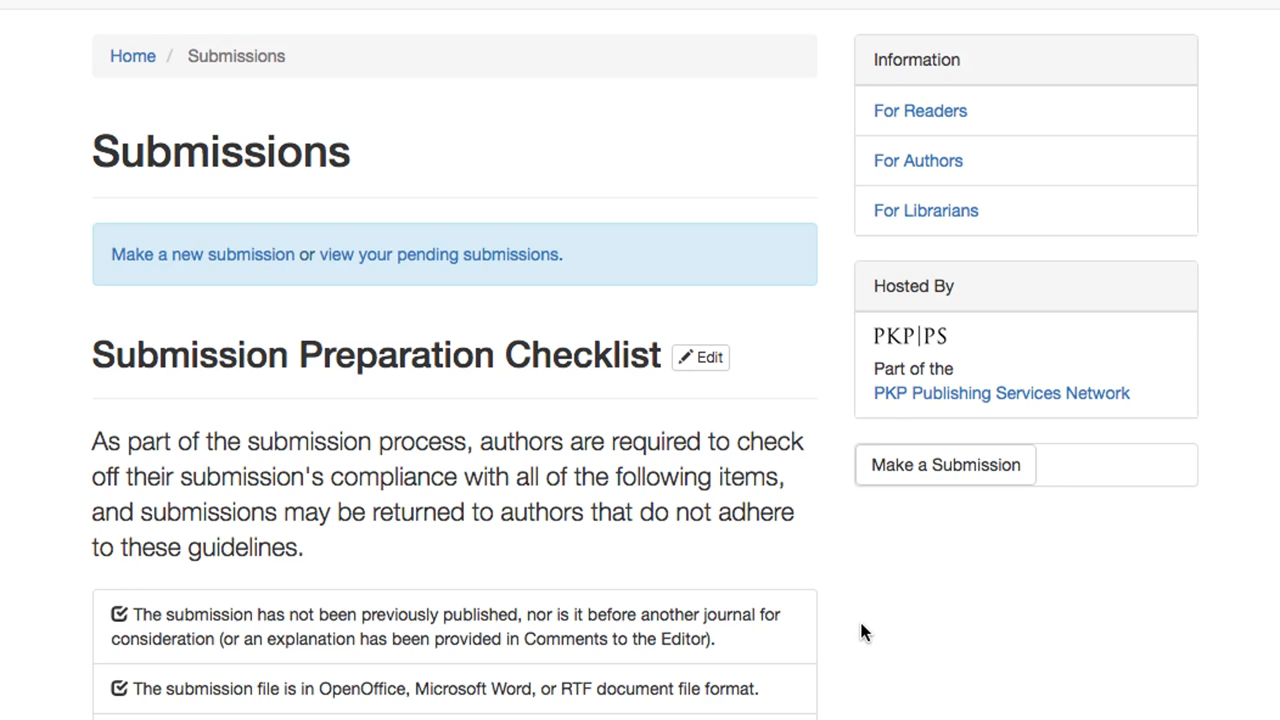 Home / Submissions
Submissions
Make a new submission or view your pending submissions.
Submission Preparation Checklist Edit
As part of the submission process, authors are required to check
off their submission's compliance with all of the following items,
and submissions may be returned to authors that do not adhere
to these guidelines.
The submission has not been previously published, nor is it before another journal for
consideration (or an explanation has been provided in Comments to the Editor).
The submission file is in OpenOffice, Microsoft Word, or RTF document file format.
Information
For Readers
For Authors
For Librarians
Hosted By
PKP|PS
Part of the
PKP Publishing Services Network
Make a Submission